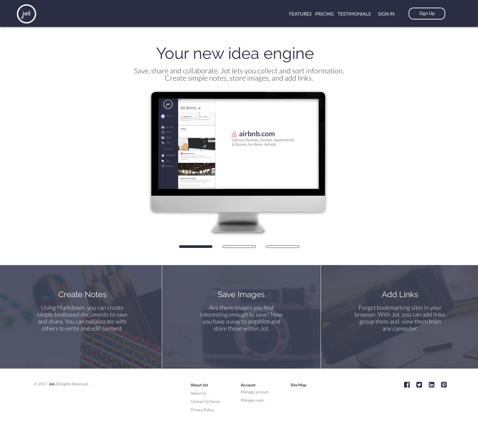 Jot
FEATURES PRICING TESTIMONIALS SIGN IN
Sign Up
Your new idea engine
Save, share and collaborate. Jot lets you collect and sort information.
Create simple notes, store images, and add links.
All Items
airbnb.com
Vacation Rentals, Homes, Apartments
& Rooms for Rent- Airbnb
Create Notes
Using Markdown, you can create
simple textbased documents to save
and share. You can collaborate with
others to write and edit content.
Save Images
Are there images you find
interesting enough to save? Now
you have a way to organize and
store those within Jot.
Add Links
Forget bookmarking sites in your
browser. With Jot, you can add links,
group them and view them from
any computer.
© 2017. Jot All Rights Reserved.
About Jot
About Us
Contact Us/Demo
Privacy Policy
Account
Manage account
Manage users
Site Map